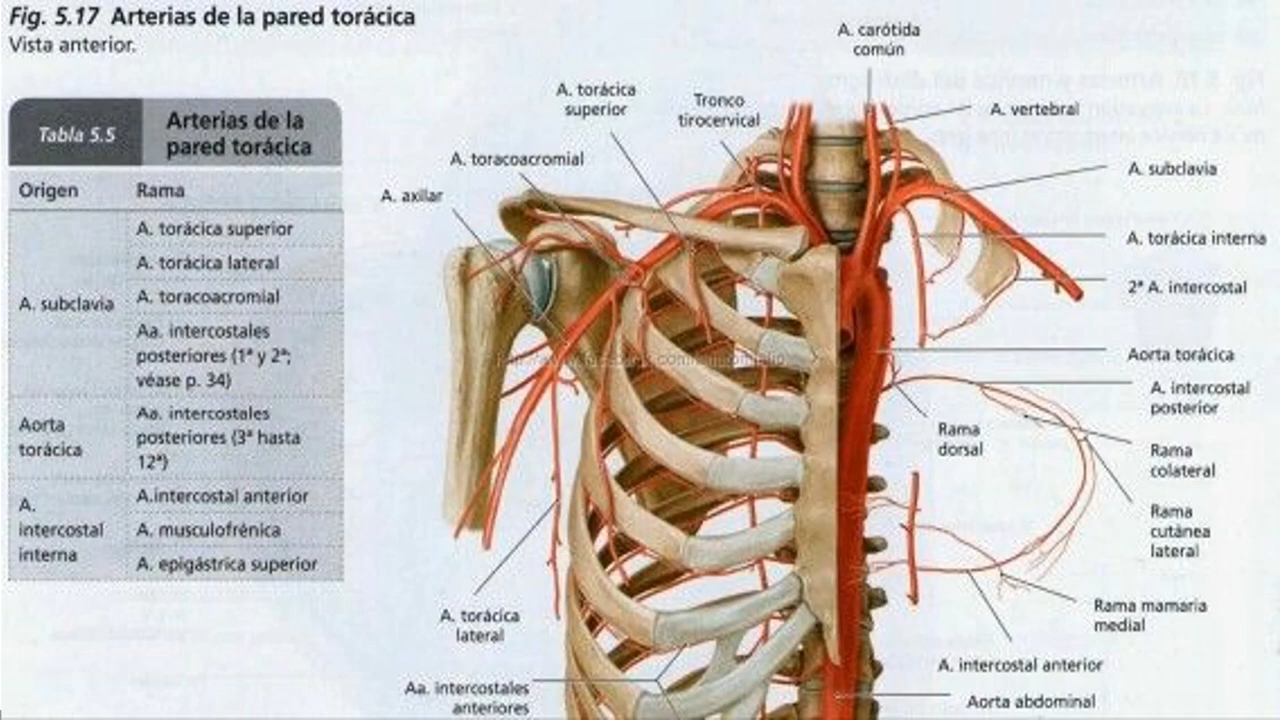 Fig. 5.17 Arterias de la pared torácica
Vista anterior.
Tabla 5.5
Arterias de la
pared torácica
Origen
Rama
A. subclavia
A. torácica superior
A. torácica lateral
A. toracoacromial
Aa. intercostales
posteriores (1ª y 2ª;
véase p. 34)
Aorta
torácica
Aa. intercostales
posteriores (3ª hasta
12ª)
A.
intercostal
interna
A.intercostal anterior
A. musculofrénica
A. epigástrica superior
A. carótida
común
A. torácica
superior
Tronco
tirocervical
A. vertebral
A. toracoacromial
A. subclavia
A. axilar
A. torácica interna
2ª A. intercostal
Aorta torácica
A. intercostal
posterior
Rama
dorsal
Rama
colateral
Rama
cutánea
lateral
A. torácica
lateral
Rama mamaria
medial
A. intercostal anterior
Aa. intercostales
anteriores
Aorta abdominal